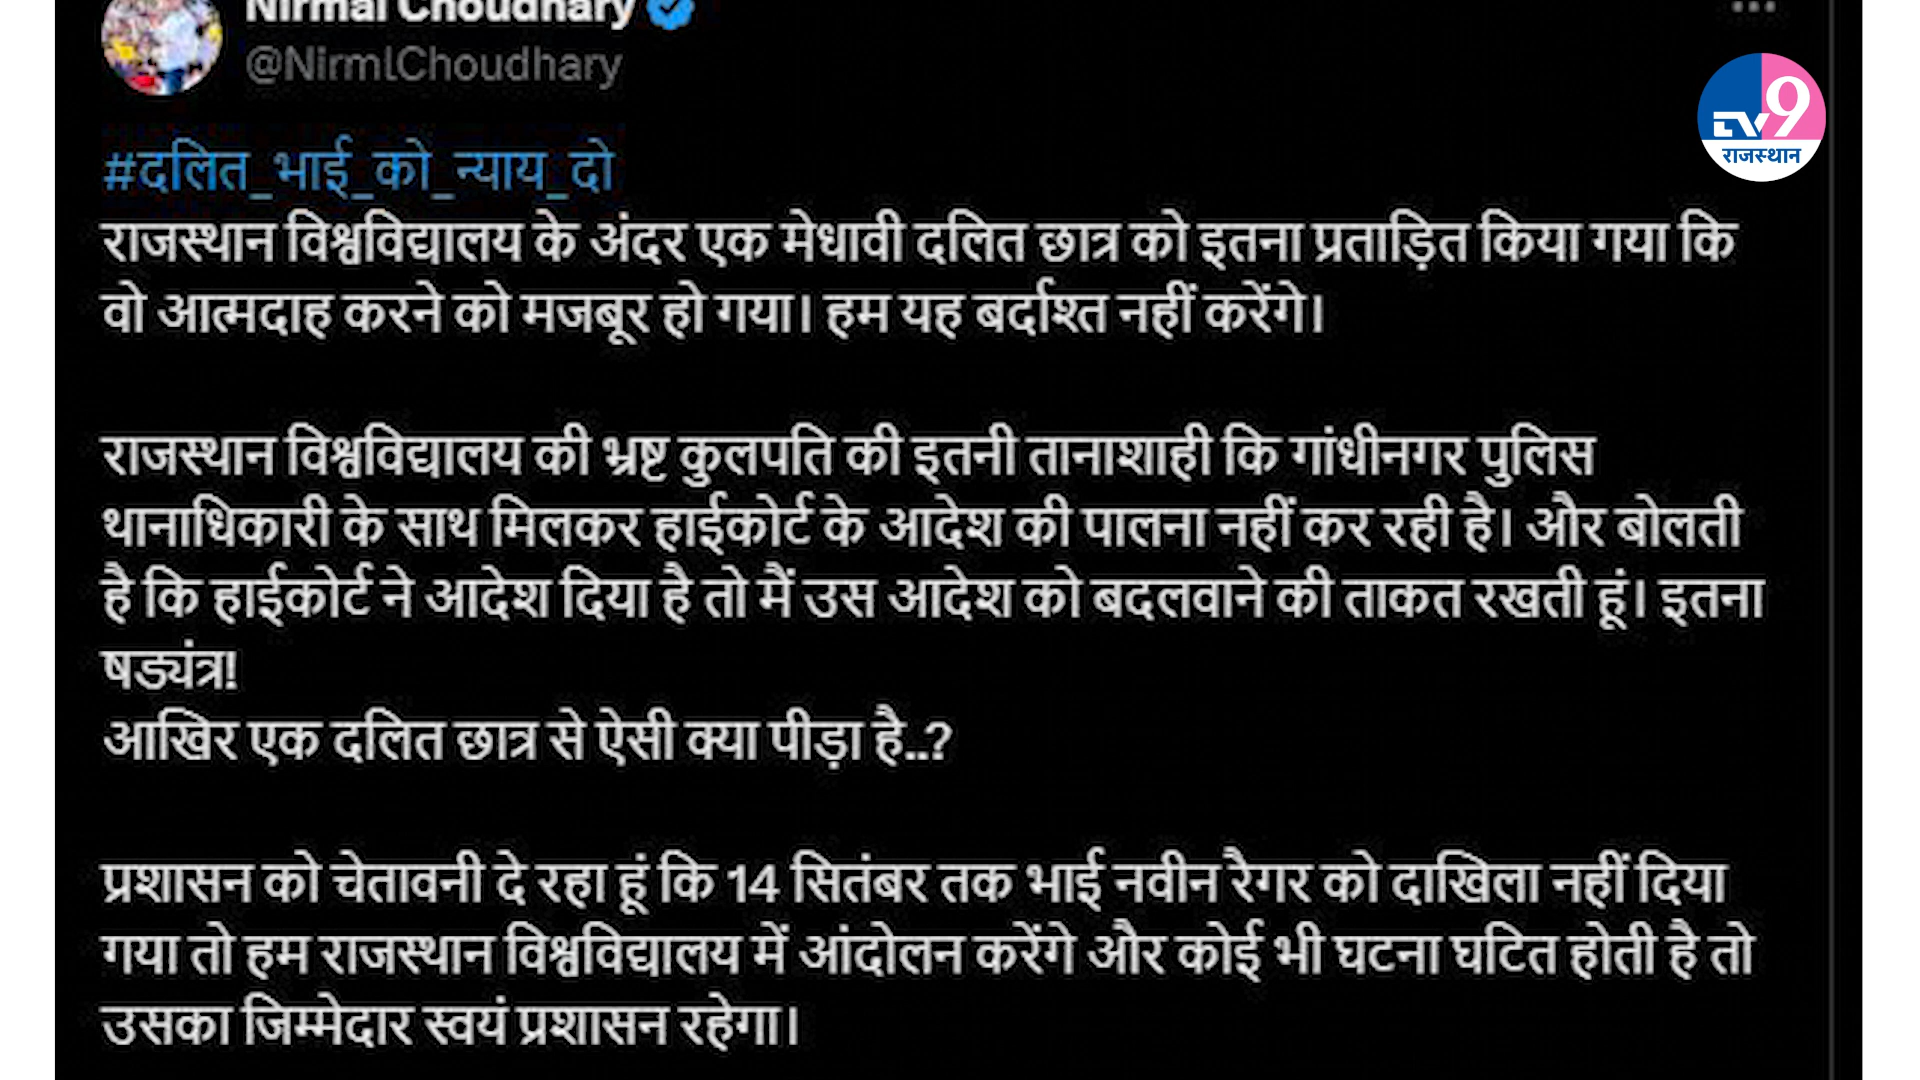 Nirmal Choudhary
@NirmlChoudhary
TV9
राजस्थान
#दलित_भाई_को_न्याय_दो
राजस्थान विश्वविद्यालय के अंदर एक मेधावी दलित छात्र को इतना प्रताड़ित किया गया कि
वो आत्मदाह करने को मजबूर हो गया। हम यह बर्दाश्त नहीं करेंगे।
राजस्थान विश्वविद्यालय की भ्रष्ट कुलपति की इतनी तानाशाही कि गांधीनगर पुलिस
थानाधिकारी के साथ मिलकर हाईकोर्ट के आदेश की पालना नहीं कर रही है। और बोलती
है कि हाईकोर्ट ने आदेश दिया है तो मैं उस आदेश को बदलवाने की ताकत रखती हूं। इतना
षड्यंत्र!
आखिर एक दलित छात्र से ऐसी क्या पीड़ा है..?
प्रशासन को चेतावनी दे रहा हूं कि 14 सितंबर तक भाई नवीन रैगर को दाखिला नहीं दिया
गया तो हम राजस्थान विश्वविद्यालय में आंदोलन करेंगे और कोई भी घटना घटित होती है तो
उसका जिम्मेदार स्वयं प्रशासन रहेगा।